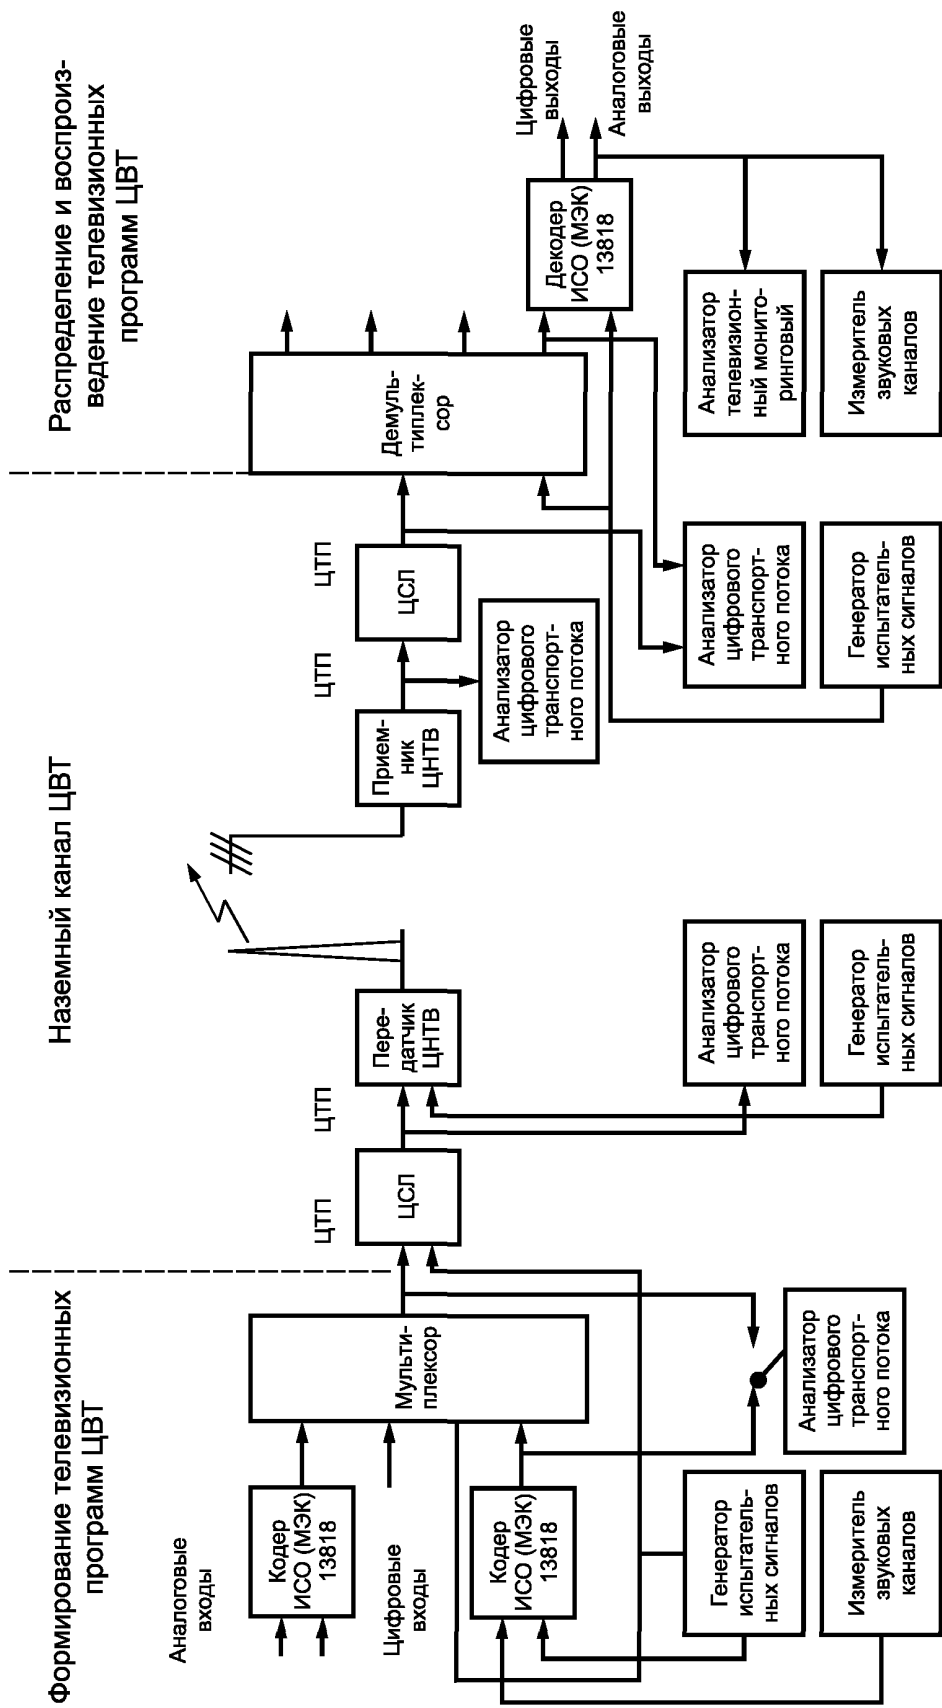 Формирование телевизионных
программ ЦВТ
Наземный канал ЦВТ
Распределение и воспроиз-
ведение телевизионных
программ ЦВТ
Аналоговые
входы
Кодер
ИСО (МЭК)
13818
Цифровые
входы
Кодер
ИСО (МЭК)
13818
Мульти-
плексор
Генератор
испытатель-
ных сигналов
Измеритель
звуковых
каналов
Анализатор
цифрового
транспорт-
ного потока
ЦТП
ЦСЛ
ЦТП
Пере-
датчик
ЦНТВ
Анализатор
цифрового
транспорт-
ного потока
Генератор
испытатель-
ных сигналов
Прием-
ник
ЦНТВ
ЦТП
ЦСЛ
ЦТП
Анализатор
цифрового
транспорт-
ного потока
Анализатор
цифрового
транспорт-
ного потока
Генератор
испытатель-
ных сигналов
Демуль-
типлек-
сор
Декодер
ИСО (МЭК)
13818
Цифровые
выходы
Аналоговые
выходы
Анализатор
телевизион-
ный монито-
ринговый
Измеритель
звуковых
каналов